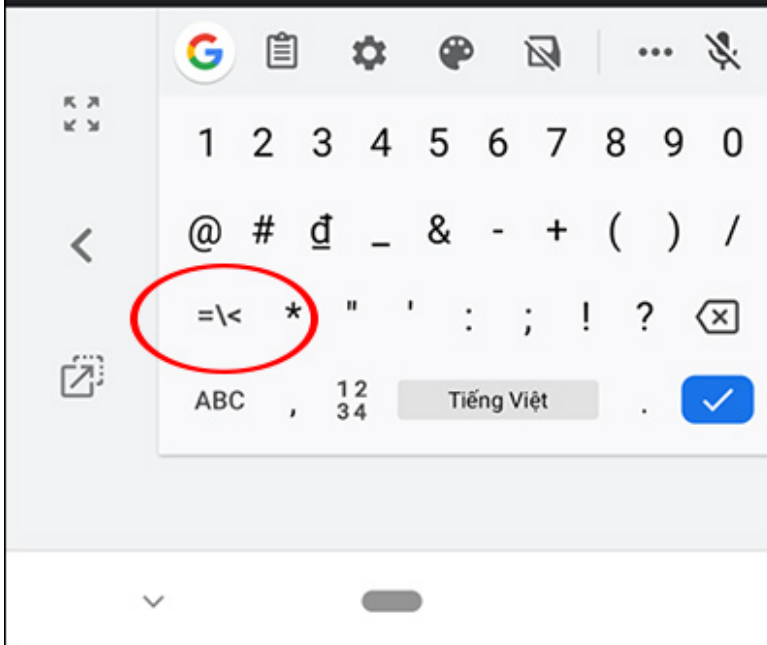 G
1 2 3 4 5 6 7 8 9 0
@ # ₫ _ & - + ( ) /
=\< * " ' : ; ! ?
ABC , 12 34 Tiếng Việt .